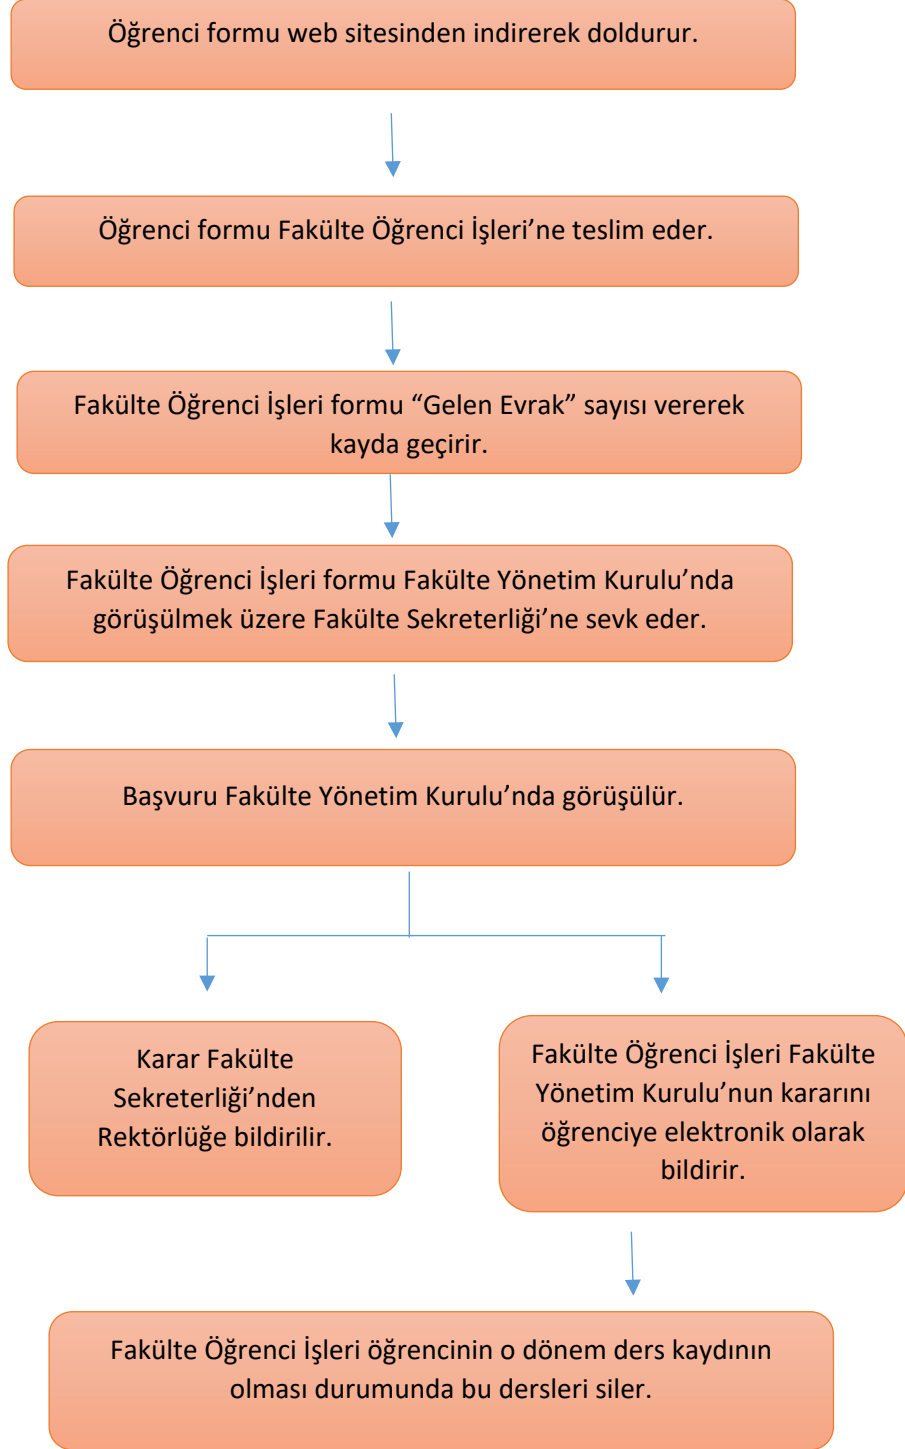 Öğrenci formu web sitesinden indirerek doldurur.
Öğrenci formu Fakülte Öğrenci İşleri’ne teslim eder.
Fakülte Öğrenci İşleri formu “Gelen Evrak” sayısı vererek
kayda geçirir.
Fakülte Öğrenci İşleri formu Fakülte Yönetim Kurulu’nda
görüşülmek üzere Fakülte Sekreterliği’ne sevk eder.
Başvuru Fakülte Yönetim Kurulu’nda görüşülür.
Karar Fakülte
Sekreterliği’nden
Rektörlüğe bildirilir.
Fakülte Öğrenci İşleri Fakülte
Yönetim Kurulu’nun kararını
öğrenciye elektronik olarak
bildirir.
Fakülte Öğrenci İşleri öğrencinin o dönem ders kaydının
olması durumunda bu dersleri siler.